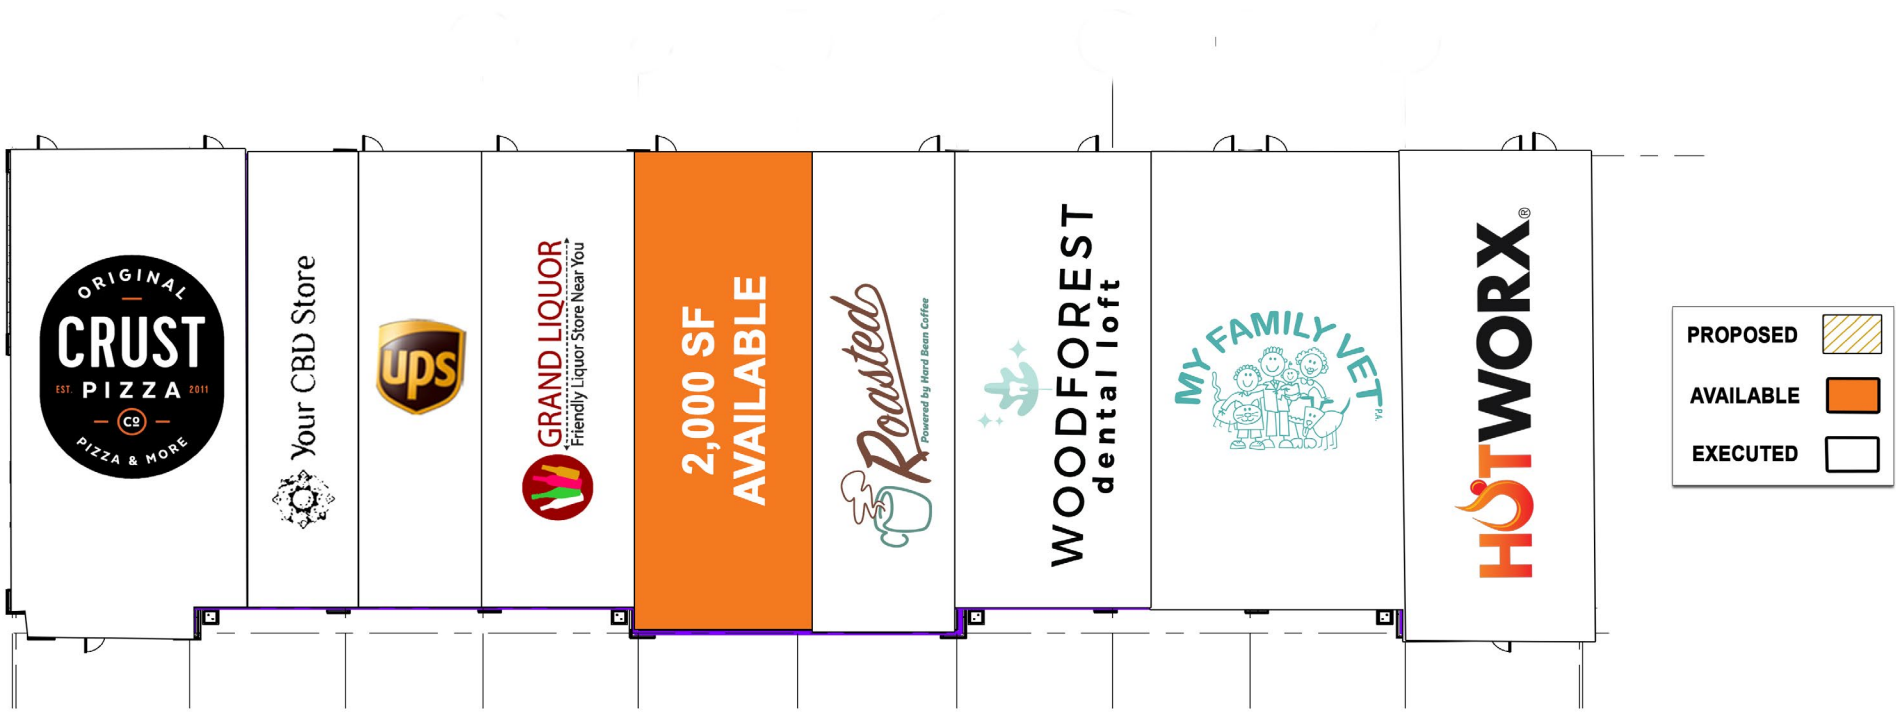 ORIGINAL
CRUST
EST. PIZZA 2011
Co
PIZZA & MORE
Your CBD Store
ups
GRAND LIQUOR
Friendly Liquor Store Near You
2,000 SF
AVAILABLE
Roasted
Powered by Hard Bean Coffee
WOODFOREST
dental loft
MY FAMILY VET P.A.
HOTWORX®
PROPOSED
AVAILABLE
EXECUTED